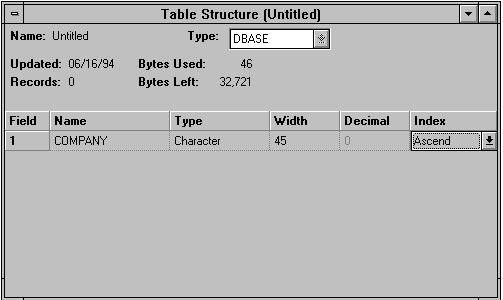 Table Structure (Untitled)
Name: Untitled Type: DBASE
Updated: 06/16/94 Bytes Used: 46
Records: 0 Bytes Left: 32,721
Field Name Type Width Decimal Index
1 COMPANY Character 45 0 Ascend